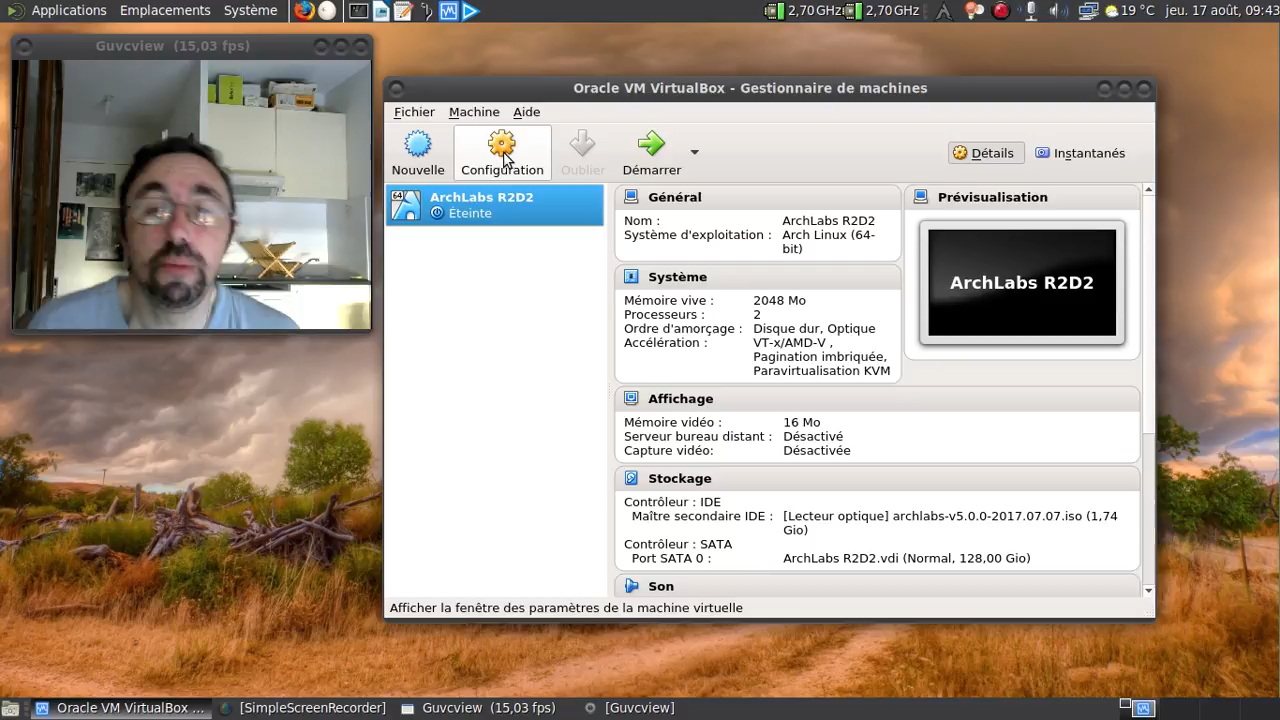 Applications Emplacements Système 2,70 GHz 2,70 GHz 19 °C jeu. 17 août, 09:43
Guvcview (15,03 fps)
Oracle VM VirtualBox - Gestionnaire de machines
Fichier Machine Aide
Nouvelle Configuration Oublier Démarrer Détails Instantanés
64 ArchLabs R2D2
Éteinte
Général
Nom : ArchLabs R2D2
Système d'exploitation : Arch Linux (64-
bit)
Prévisualisation
ArchLabs R2D2
Système
Mémoire vive : 2048 Mo
Processeurs : 2
Ordre d'amorçage : Disque dur, Optique
Accélération : VT-x/AMD-V ,
Pagination imbriquée,
Paravirtualisation KVM
Affichage
Mémoire vidéo : 16 Mo
Serveur bureau distant : Désactivé
Capture vidéo: Désactivée
Stockage
Contrôleur : IDE
Maître secondaire IDE : [Lecteur optique] archlabs-v5.0.0-2017.07.07.iso (1,74
Gio)
Contrôleur : SATA
Port SATA 0 : ArchLabs R2D2.vdi (Normal, 128,00 Gio)
Son
Afficher la fenêtre des paramètres de la machine virtuelle
Oracle VM VirtualBox ... [SimpleScreenRecorder] Guvcview (15,03 fps) [Guvcview]